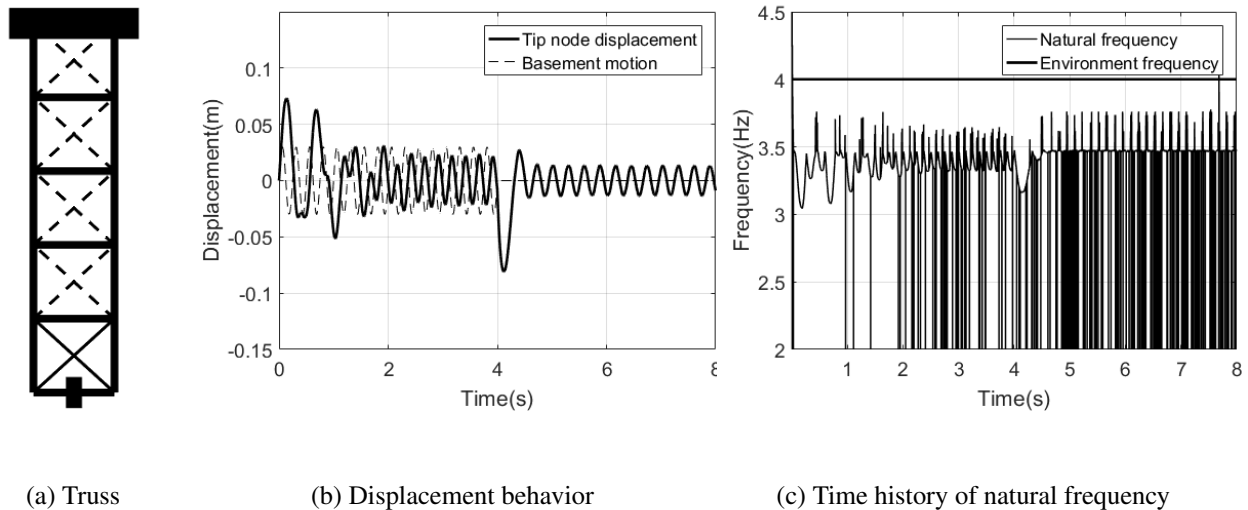 Tip node displacement
Basement motion
0.1
0.05
0
-0.05
-0.1
-0.15
0 2 4 6 8
Displacement(m)
Time(s)
Natural frequency
Environment frequency
4.5
4
3.5
3
2.5
2
1 2 3 4 5 6 7 8
Frequency(Hz)
Time(s)
(a) Truss
(b) Displacement behavior
(c) Time history of natural frequency